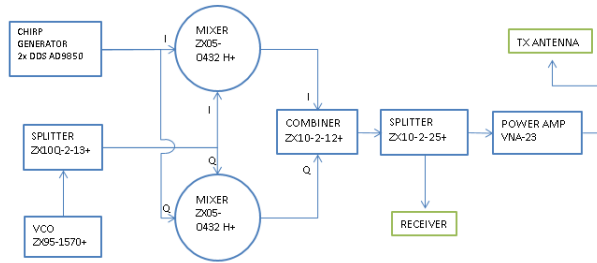 CHIRP
GENERATOR
2x DDS AD9850
I
MIXER
ZX05-
0432 H+
I
I
TX ANTENNA
SPLITTER
ZX10Q-2-13+
COMBINER
ZX10-2-12+
SPLITTER
ZX10-2-25+
POWER AMP
VNA-23
Q
Q
Q
MIXER
ZX05-
0432 H+
VCO
ZX95-1570+
RECEIVER